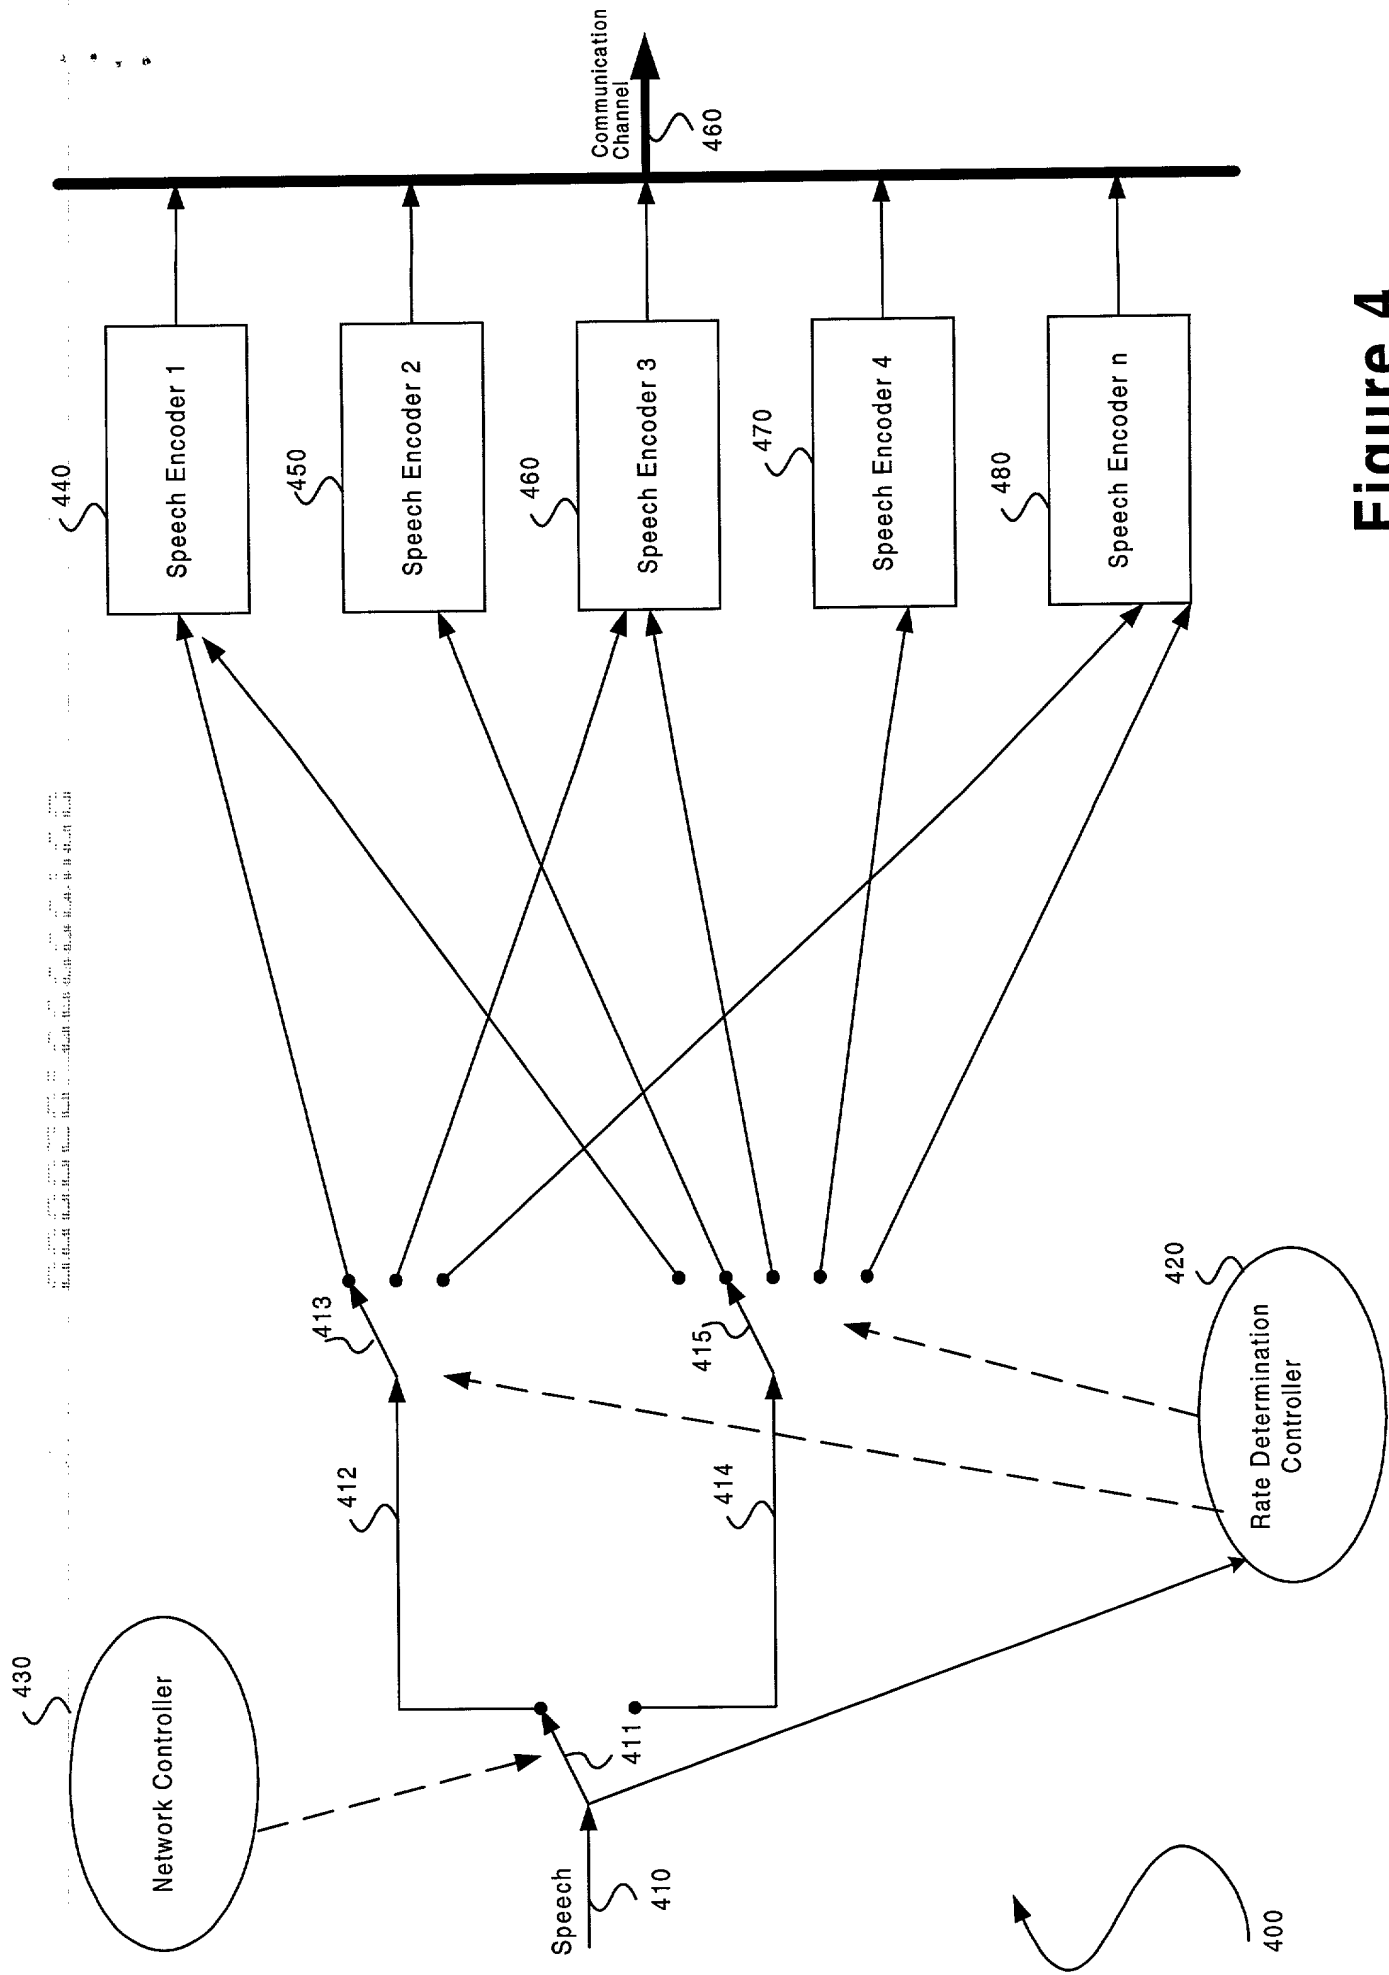 430
Network Controller
Speech
410
411
412
413
414
415
420
Rate Determination
Controller
400
440
Speech Encoder 1
450
Speech Encoder 2
460
Speech Encoder 3
470
Speech Encoder 4
480
Speech Encoder n
Communication
Channel
460
Figure 4